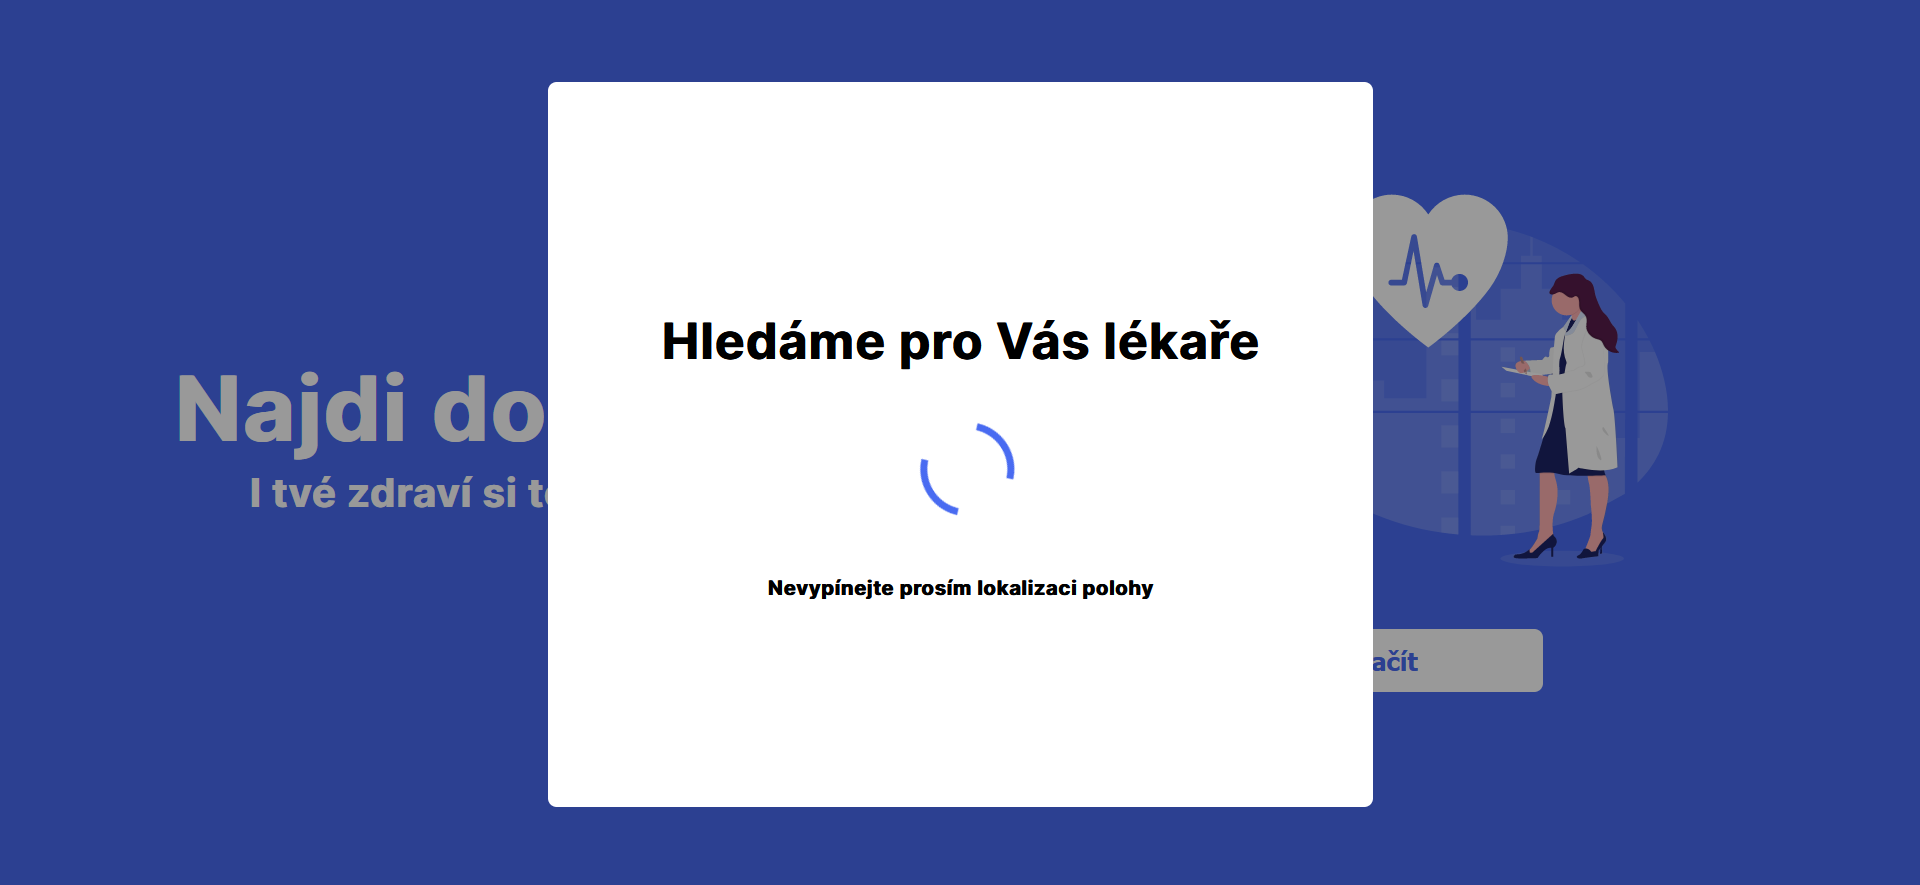 Hledáme pro Vás lékaře
Najdi do
I tvé zdraví si
Nevypínejte prosím lokalizaci polohy
ačít